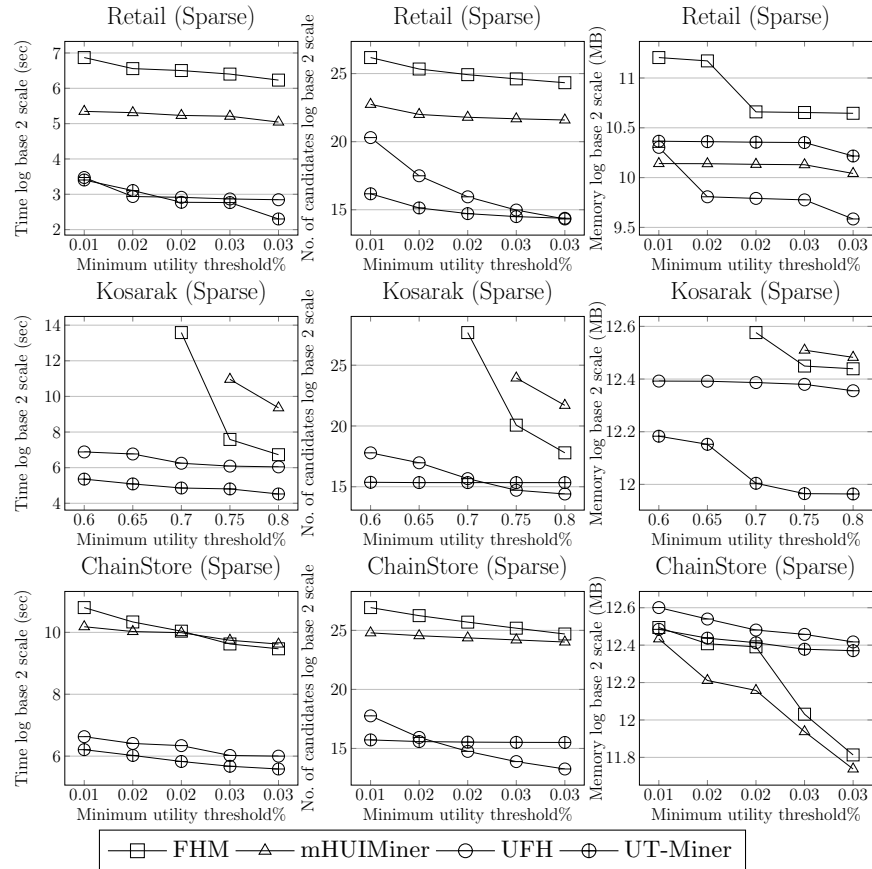 Retail (Sparse)
Time log base 2 scale (sec)
7
6
5
4
3
2
0.01 0.02 0.02 0.03 0.03
Minimum utility threshold%
Retail (Sparse)
No. of candidates log base 2 scale
25
20
15
0.01 0.02 0.02 0.03 0.03
Minimum utility threshold%
Retail (Sparse)
Memory log base 2 scale (MB)
11
10.5
10
9.5
0.01 0.02 0.02 0.03 0.03
Minimum utility threshold%
Kosarak (Sparse)
Time log base 2 scale (sec)
14
12
10
8
6
4
0.6 0.65 0.7 0.75 0.8
Minimum utility threshold%
Kosarak (Sparse)
No. of candidates log base 2 scale
25
20
15
0.6 0.65 0.7 0.75 0.8
Minimum utility threshold%
Kosarak (Sparse)
Memory log base 2 scale (MB)
12.6
12.4
12.2
12
0.6 0.65 0.7 0.75 0.8
Minimum utility threshold%
ChainStore (Sparse)
Time log base 2 scale (sec)
10
8
6
0.01 0.02 0.02 0.03 0.03
Minimum utility threshold%
ChainStore (Sparse)
No. of candidates log base 2 scale
25
20
15
0.01 0.02 0.02 0.03 0.03
Minimum utility threshold%
ChainStore (Sparse)
Memory log base 2 scale (MB)
12.6
12.4
12.2
12
11.8
0.01 0.02 0.02 0.03 0.03
Minimum utility threshold%
FHM mHUIMiner UFH UT-Miner